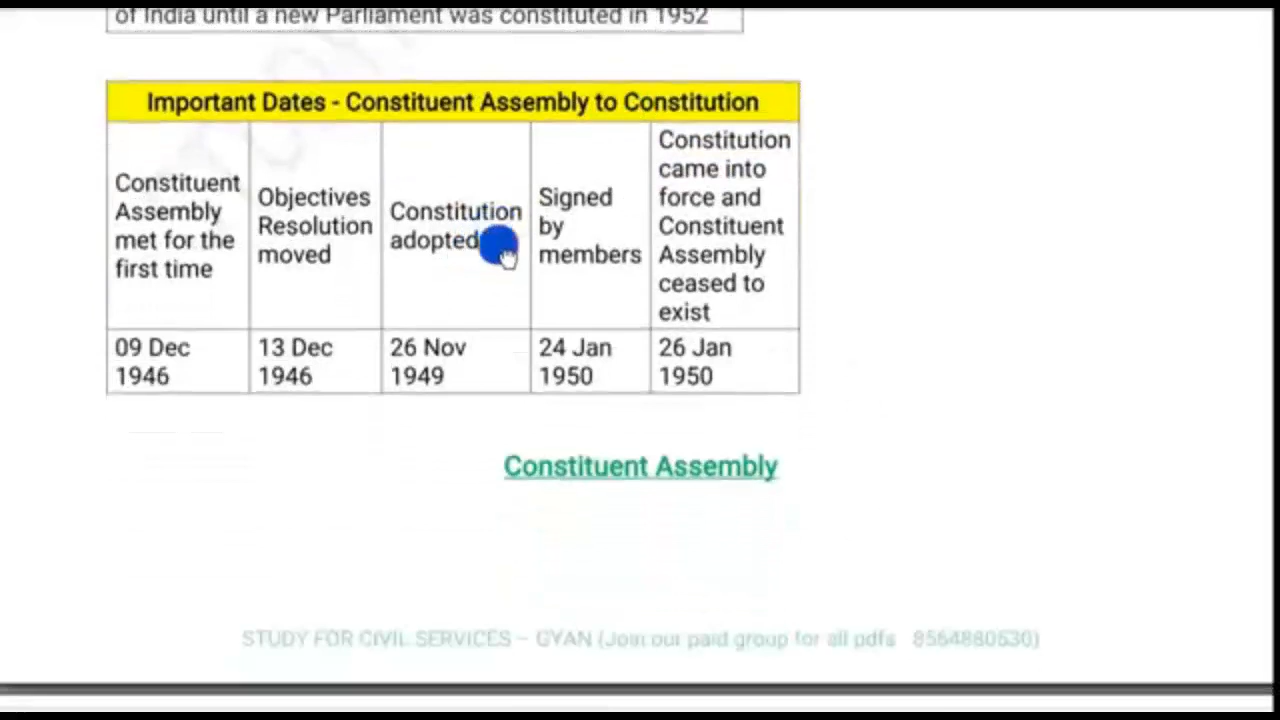 of India until a new Parliament was constituted in 1952
Important Dates - Constituent Assembly to Constitution
Constituent
Assembly
met for the
first time
Objectives
Resolution
moved
Constitution
adopted
Signed
by
members
Constitution
came into
force and
Constituent
Assembly
ceased to
exist
09 Dec
1946
13 Dec
1946
26 Nov
1949
24 Jan
1950
26 Jan
1950
Constituent Assembly
STUDY FOR CIVIL SERVICES – GYAN (Join our paid group for all pdfs 8564880530)